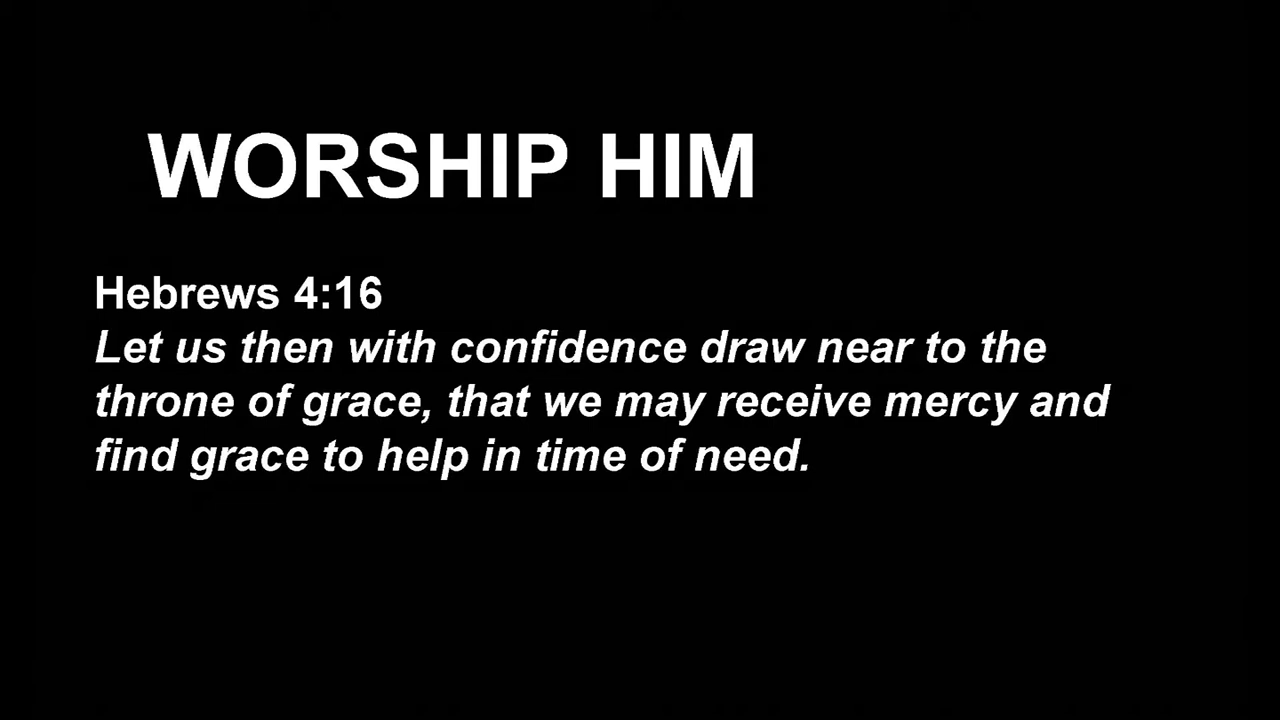 WORSHIP HIM
Hebrews 4:16
Let us then with confidence draw near to the
throne of grace, that we may receive mercy and
find grace to help in time of need.